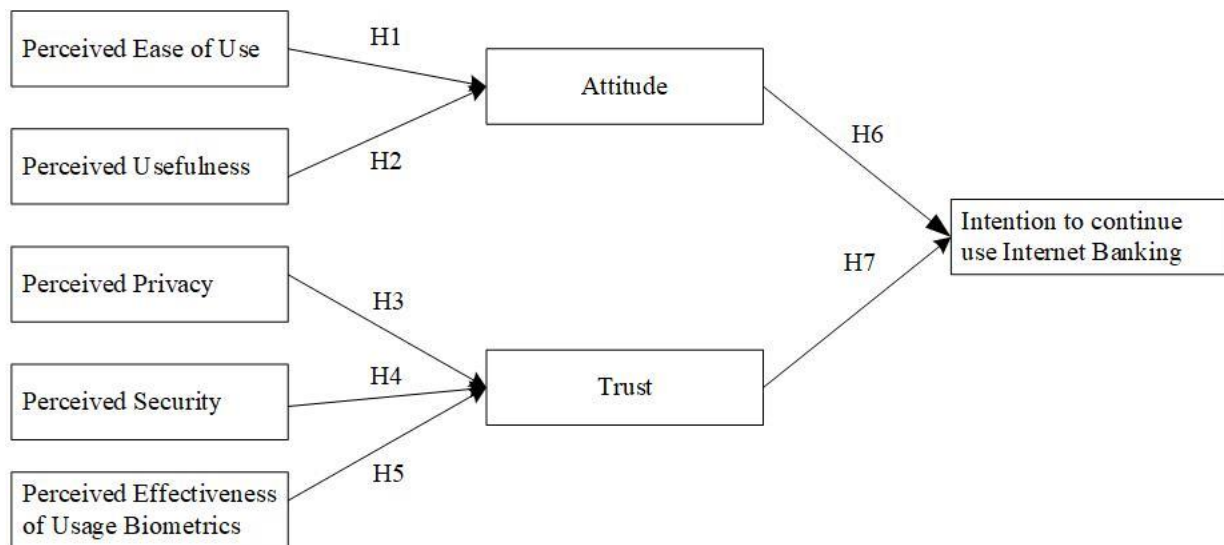 Perceived Ease of Use
H1
Attitude
Perceived Usefulness
H2
H6
Intention to continue
use Internet Banking
Perceived Privacy
H3
H7
Perceived Security
H4
Trust
Perceived Effectiveness
of Usage Biometrics
H5